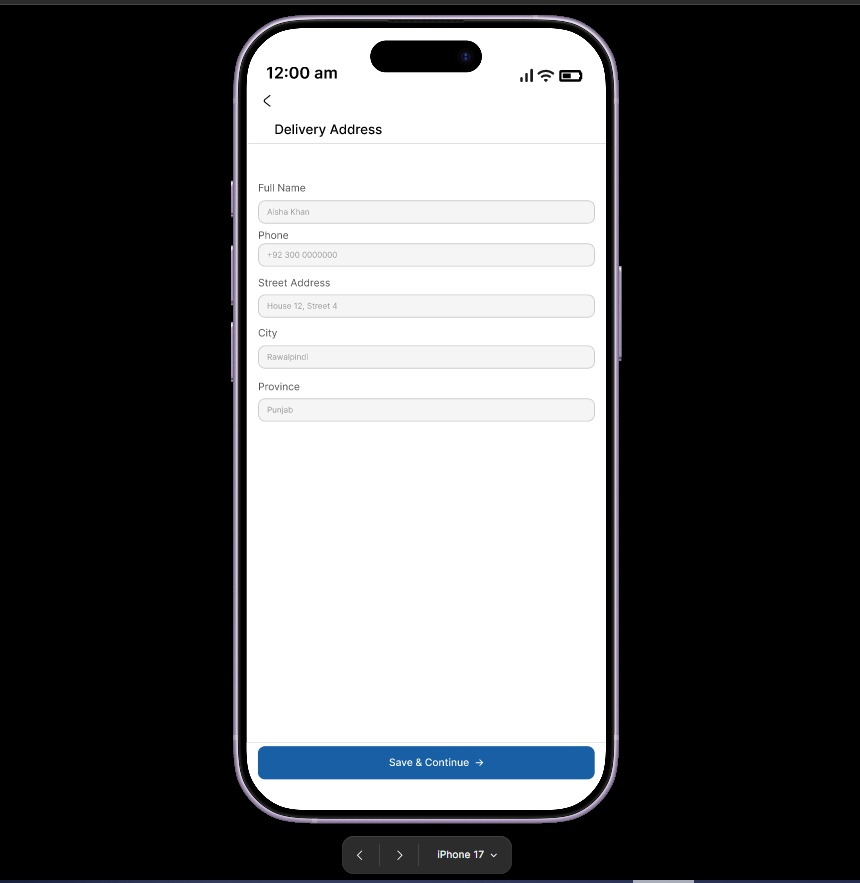 12:00 am
Delivery Address
Full Name
Aisha Khan
Phone
+92 300 0000000
Street Address
House 12, Street 4
City
Rawalpindi
Province
Punjab
Save & Continue →
iPhone 17